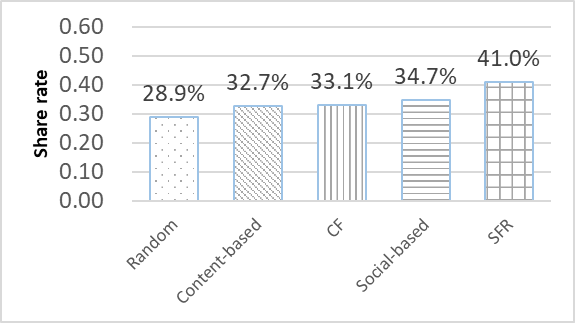 0.60
0.50
0.40
0.30
0.20
0.10
0.00
Share rate
28.9%
32.7%
33.1%
34.7%
41.0%
Random
Content-based
CF
Social-based
SFR